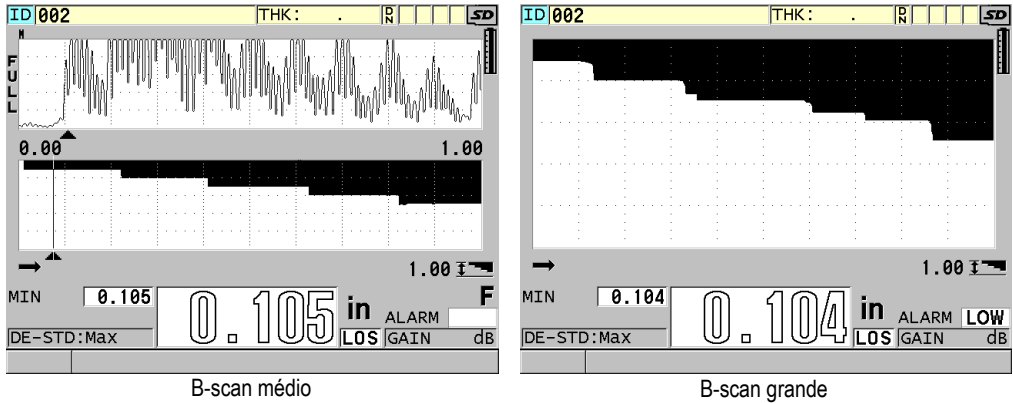 ID 002 THK: . DN SD
FULL
0.00 1.00
1.00
MIN 0.105 0.105 in F
ALARM
DE-STD:Max LOS GAIN dB
B-scan médio
ID 002 THK: . DN SD
1.00
MIN 0.104 0.104 in
ALARM LOW
DE-STD:Max LOS GAIN dB
B-scan grande